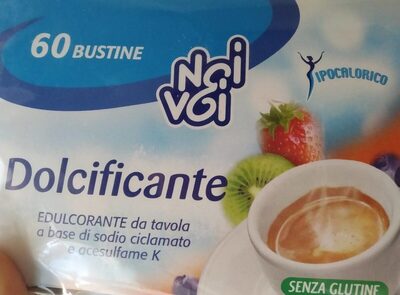 60 BUSTINE
Noi
Voi
IPOCALORICO
Dolcificante
EDULCORANTE da tavola
a base di sodio ciclamato
e acesulfame K
SENZA GLUTINE